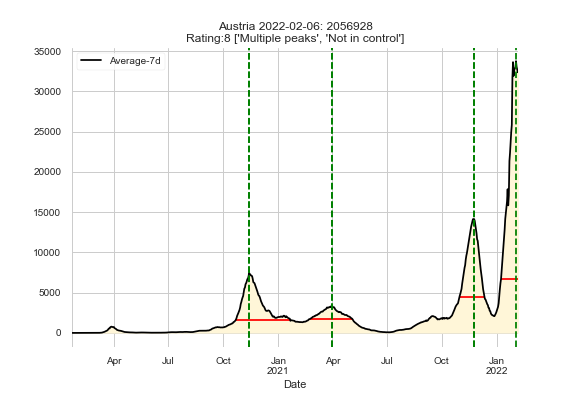 Austria 2022-02-06: 2056928
Rating:8 ['Multiple peaks', 'Not in control']
Average-7d
35000
30000
25000
20000
15000
10000
5000
0
Apr Jul Oct Jan Apr Jul Oct Jan
2021 2022
Date